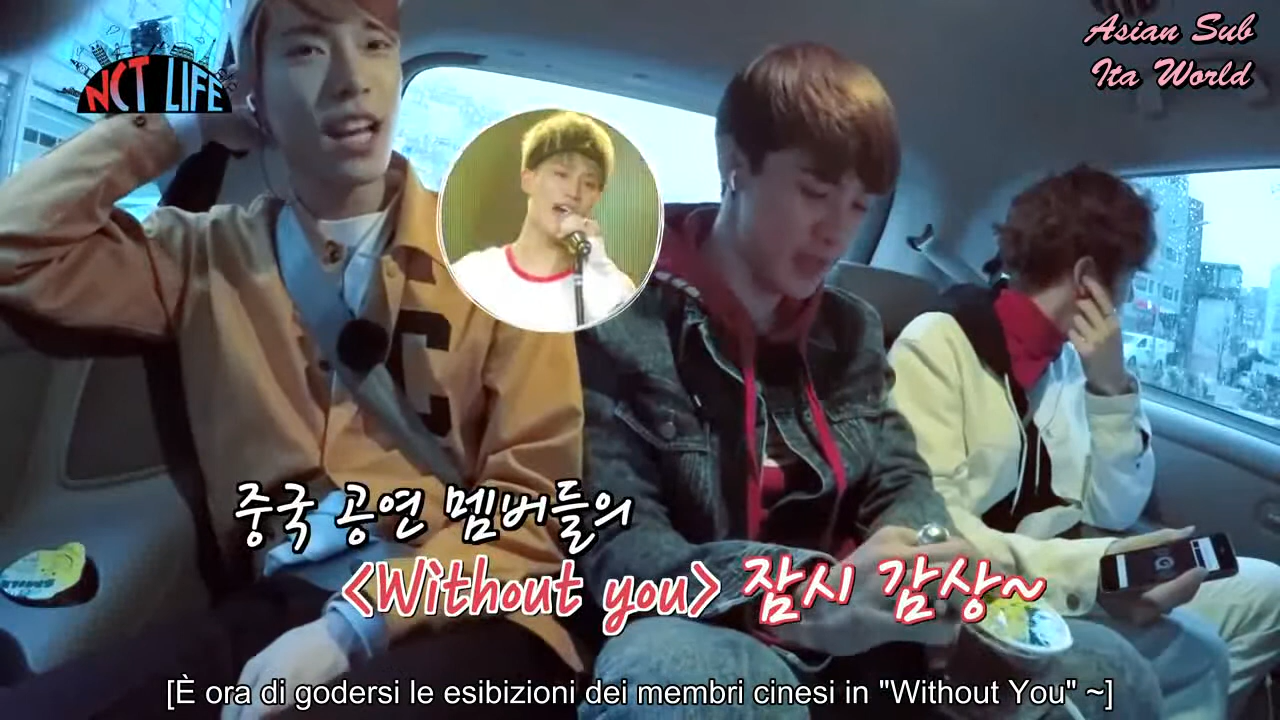 NCT LIFE
Asian Sub
Ita World
중국 공연 멤버들의
<Without you> 잠시 감상~
[È ora di godersi le esibizioni dei membri cinesi in "Without You" ~]